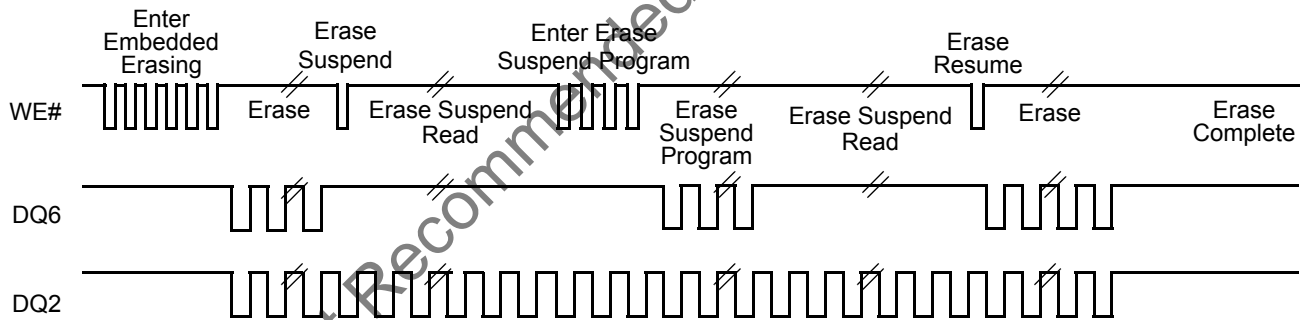 Enter
Embedded
Erasing
Erase
Suspend
Enter Erase
Suspend Program
Erase
Resume
WE#
Erase
Erase Suspend
Read
Erase
Suspend
Program
Erase Suspend
Read
Erase
Erase
Complete
DQ6
DQ2
Recommended